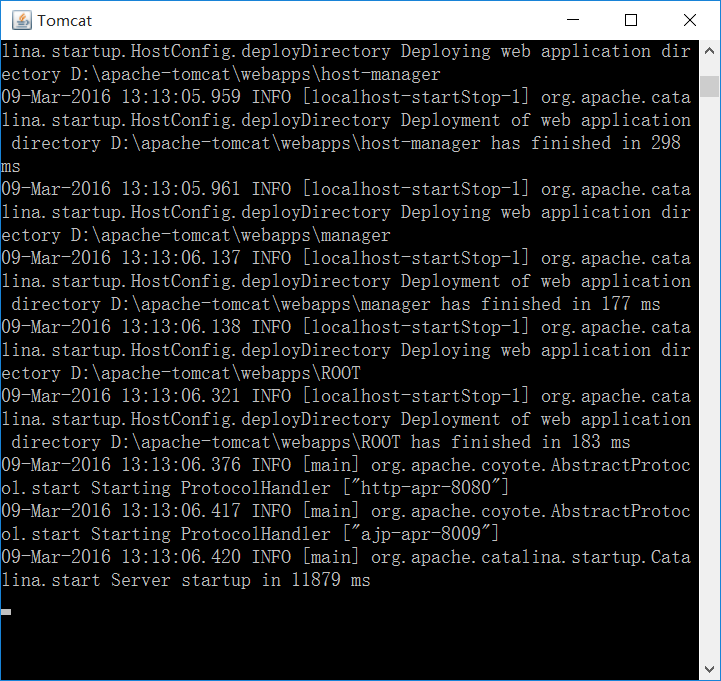 Tomcat
lina.startup.HostConfig.deployDirectory Deploying web application dir
ectory D:\apache-tomcat\webapps\host-manager
09-Mar-2016 13:13:05.959 INFO [localhost-startStop-1] org.apache.cata
lina.startup.HostConfig.deployDirectory Deployment of web application
 directory D:\apache-tomcat\webapps\host-manager has finished in 298
ms
09-Mar-2016 13:13:05.961 INFO [localhost-startStop-1] org.apache.cata
lina.startup.HostConfig.deployDirectory Deploying web application dir
ectory D:\apache-tomcat\webapps\manager
09-Mar-2016 13:13:06.137 INFO [localhost-startStop-1] org.apache.cata
lina.startup.HostConfig.deployDirectory Deployment of web application
 directory D:\apache-tomcat\webapps\manager has finished in 177 ms
09-Mar-2016 13:13:06.138 INFO [localhost-startStop-1] org.apache.cata
lina.startup.HostConfig.deployDirectory Deploying web application dir
ectory D:\apache-tomcat\webapps\ROOT
09-Mar-2016 13:13:06.321 INFO [localhost-startStop-1] org.apache.cata
lina.startup.HostConfig.deployDirectory Deployment of web application
 directory D:\apache-tomcat\webapps\ROOT has finished in 183 ms
09-Mar-2016 13:13:06.376 INFO [main] org.apache.coyote.AbstractProtoc
ol.start Starting ProtocolHandler ["http-apr-8080"]
09-Mar-2016 13:13:06.417 INFO [main] org.apache.coyote.AbstractProtoc
ol.start Starting ProtocolHandler ["ajp-apr-8009"]
09-Mar-2016 13:13:06.420 INFO [main] org.apache.catalina.startup.Cata
lina.start Server startup in 11879 ms